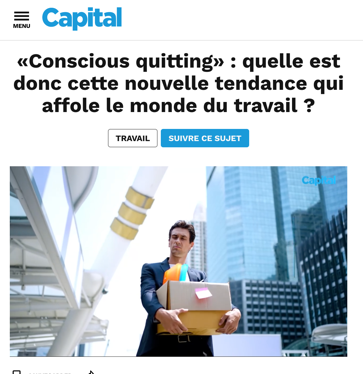 MENU
Capital
«Conscious quitting» : quelle est
donc cette nouvelle tendance qui
affole le monde du travail ?
TRAVAIL
SUIVRE CE SUJET
Capital